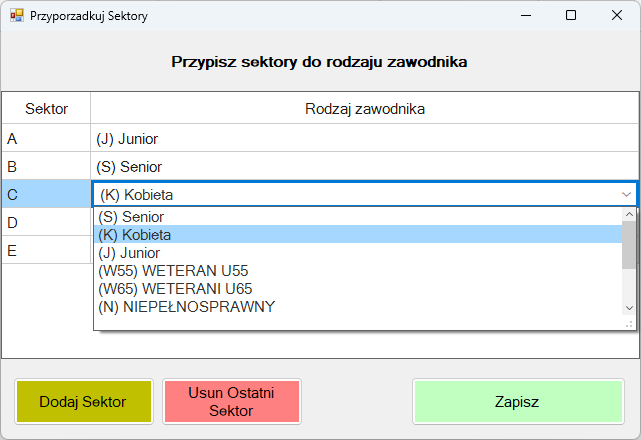 Przyporzadkuj Sektory
Przypisz sektory do rodzaju zawodnika
Sektor Rodzaj zawodnika
A (J) Junior
B (S) Senior
C (K) Kobieta
D
E
(S) Senior
(K) Kobieta
(J) Junior
(W55) WETERAN U55
(W65) WETERANI U65
(N) NIEPEŁNOSPRAWNY
Dodaj Sektor
Usun Ostatni
Sektor
Zapisz